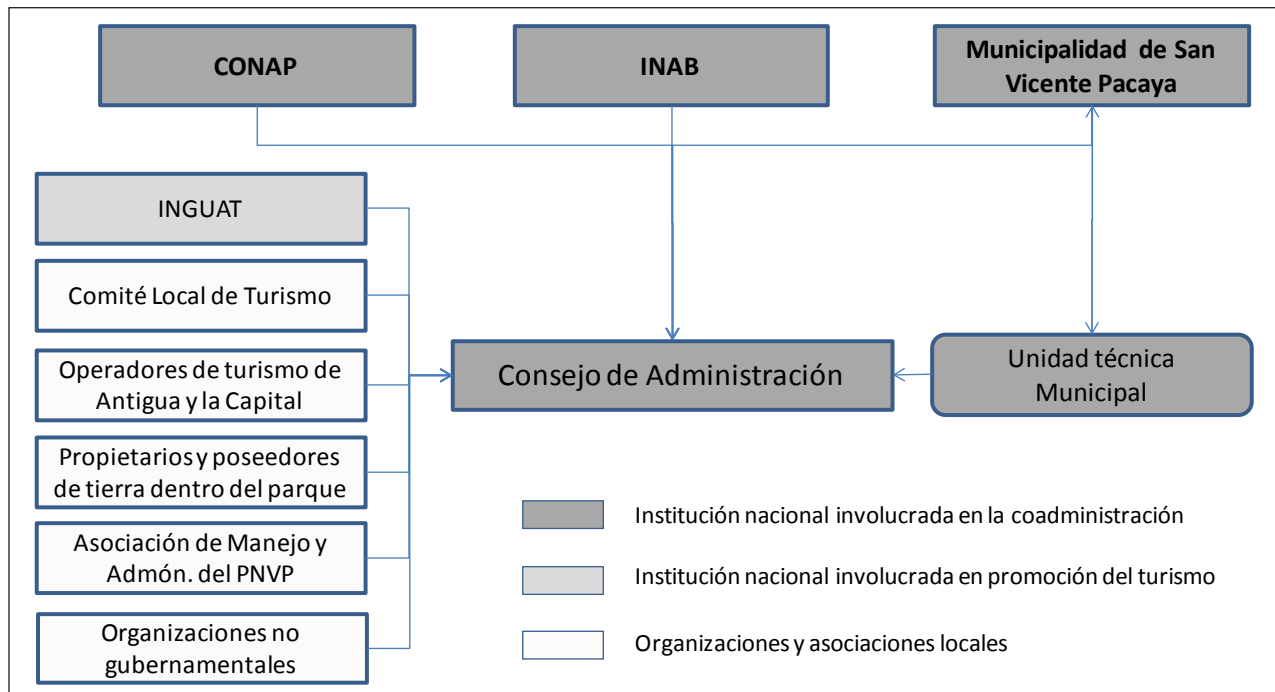 CONAP
INAB
Municipalidad de San
Vicente Pacaya
INGUAT
Comité Local de Turismo
Operadores de turismo de
Antigua y la Capital
Propietarios y poseedores
de tierra dentro del parque
Asociación de Manejo y
Admón. del PNVP
Organizaciones no
gubernamentales
Consejo de Administración
Unidad técnica
Municipal
Institución nacional involucrada en la coadministración
Institución nacional involucrada en promoción del turismo
Organizaciones y asociaciones locales